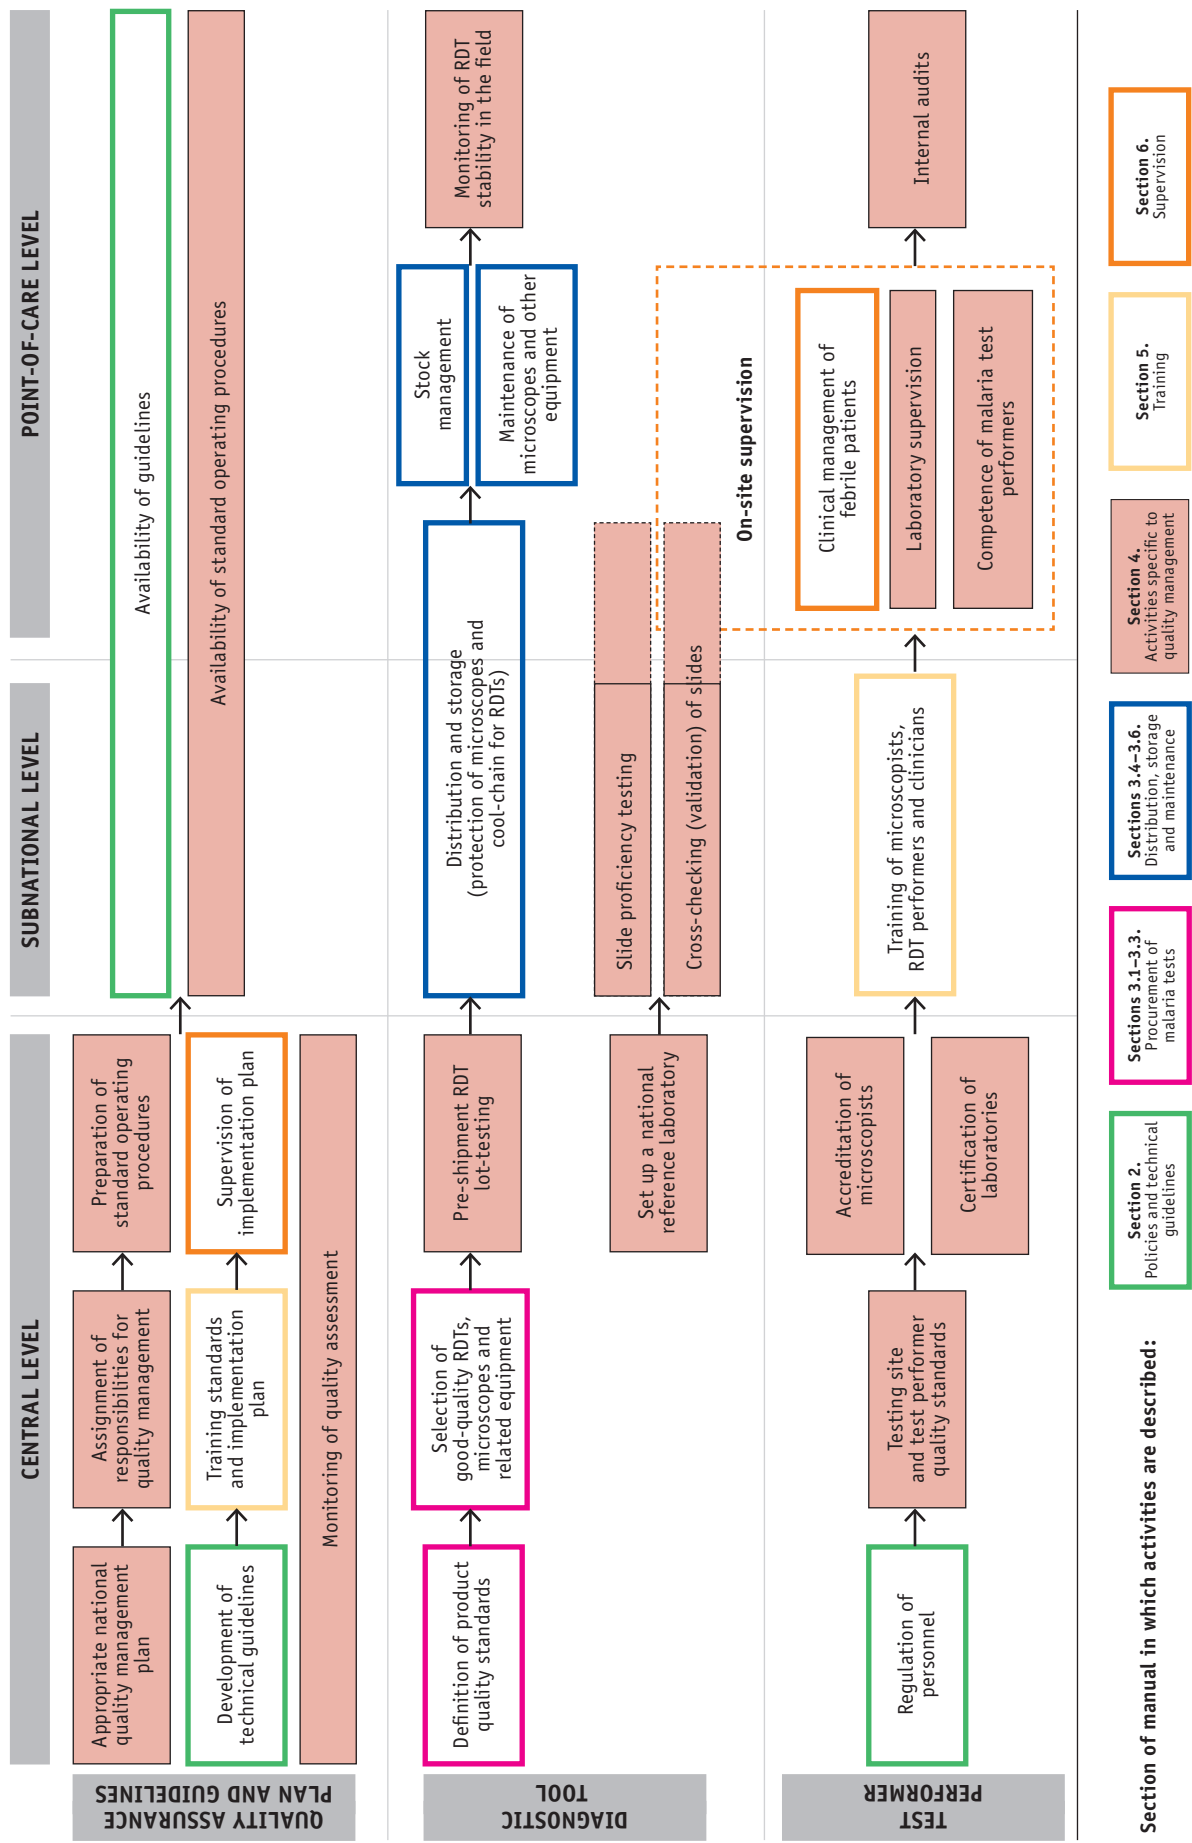 CENTRAL LEVEL
SUBNATIONAL LEVEL
POINT-OF-CARE LEVEL
QUALITY ASSURANCE
PLAN AND GUIDELINES
Appropriate national
quality management
plan
Assignment of
responsibilities for
quality management
Preparation of
standard operating
procedures
Development of
technical guidelines
Training standards
and implementation
plan
Supervision of
implementation plan
Monitoring of quality assessment
Availability of guidelines
Availability of standard operating procedures
DIAGNOSTIC
TOOL
Definition of product
quality standards
Selection of
good-quality RDTs,
microscopes and
related equipment
Pre-shipment RDT
lot-testing
Distribution and storage
(protection of microscopes and
cool-chain for RDTs)
Stock
management
Maintenance of
microscopes and other
equipment
Monitoring of RDT
stability in the field
Set up a national
reference laboratory
Slide proficiency testing
Cross-checking (validation) of slides
TEST
PERFORMER
Regulation of
personnel
Testing site
and test performer
quality standards
Accreditation of
microscopists
Certification of
laboratories
Training of microscopists,
RDT performers and clinicians
On-site supervision
Clinical management of
febrile patients
Laboratory supervision
Competence of malaria test
performers
Internal audits
Section of manual in which activities are described:
Section 2.
Policies and technical
guidelines
Sections 3.1–3.3.
Procurement of
malaria tests
Sections 3.4–3.6.
Distribution, storage
and maintenance
Section 4.
Activities specific to
quality management
Section 5.
Training
Section 6.
Supervision